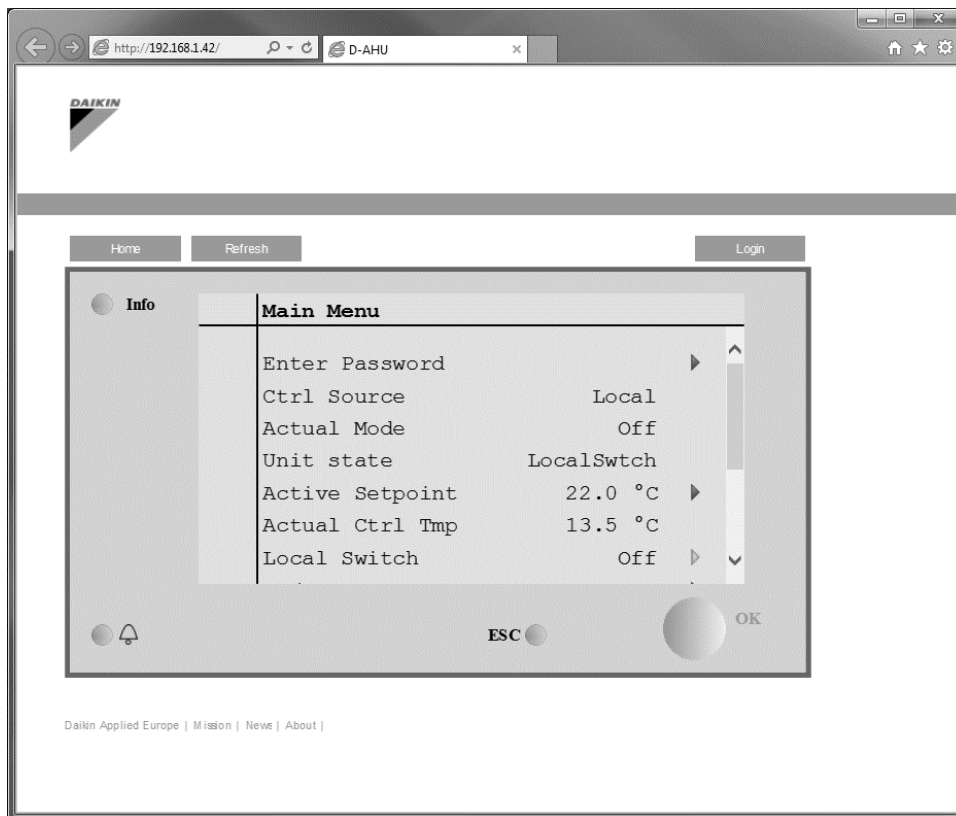 http://192.168.1.42/ D-AHU
DAIKIN
Home Refresh Login
Info
Main Menu
Enter Password
Ctrl Source Local
Actual Mode Off
Unit state LocalSwtch
Active Setpoint 22.0 °C
Actual Ctrl Tmp 13.5 °C
Local Switch Off
ESC OK
Daikin Applied Europe | Mission | News | About |